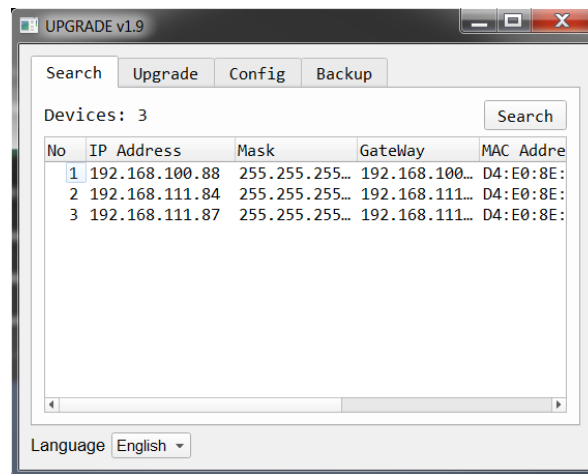 UPGRADE v1.9
Search Upgrade Config Backup
Devices: 3 Search
No IP Address Mask GateWay MAC Addre
1 192.168.100.88 255.255.255… 192.168.100… D4:E0:8E:
2 192.168.111.84 255.255.255… 192.168.111… D4:E0:8E:
3 192.168.111.87 255.255.255… 192.168.111… D4:E0:8E:
Language English